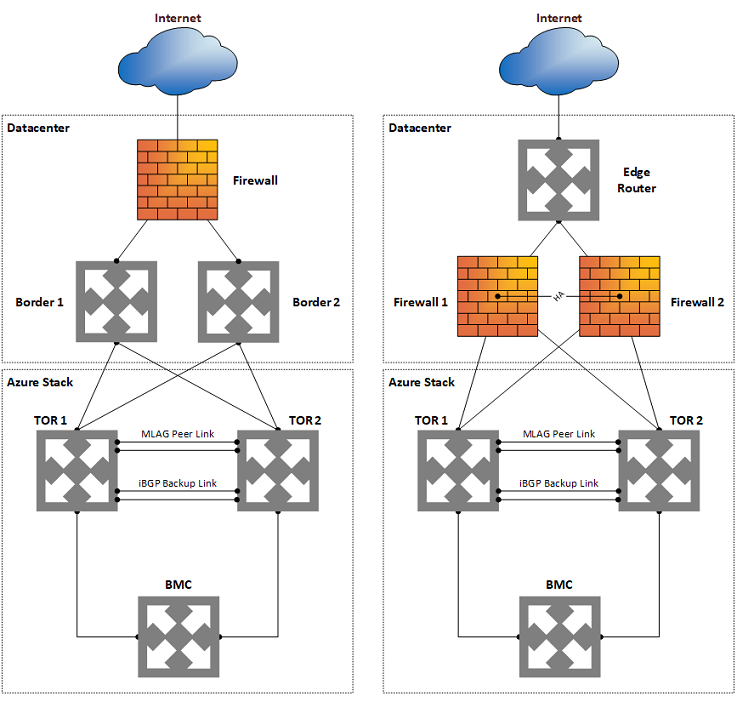 Internet
Datacenter
Firewall
Border 1
Border 2
Azure Stack
TOR 1
TOR 2
MLAG Peer Link
iBGP Backup Link
BMC
Internet
Datacenter
Edge
Router
Firewall 1
HA
Firewall 2
Azure Stack
TOR 1
TOR 2
MLAG Peer Link
iBGP Backup Link
BMC